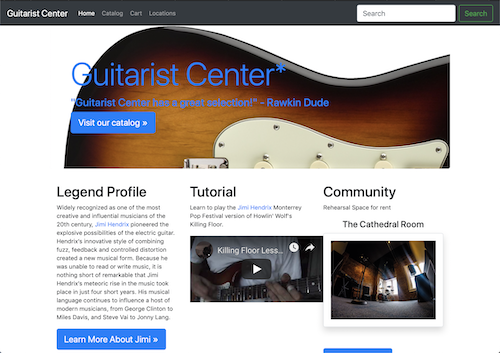 Guitarist Center Home Catalog Cart Locations Search Search
Guitarist Center*
"Guitarist Center has a great selection!" - Rawkin Dude
Visit our catalog »
Legend Profile
Widely recognized as one of the most
creative and influential musicians of the
20th century, Jimi Hendrix pioneered the
explosive possibilities of the electric guitar.
Hendrix's innovative style of combining
fuzz, feedback and controlled distortion
created a new musical form. Because he
was unable to read or write music, it is
nothing short of remarkable that Jimi
Hendrix's meteoric rise in the music took
place in just four short years. His musical
language continues to influence a host of
modern musicians, from George Clinton to
Miles Davis, and Steve Vai to Jonny Lang.
Learn More About Jimi »
Tutorial
Learn to play the Jimi Hendrix Monterrey
Pop Festival version of Howlin' Wolf's
Killing Floor.
Killing Floor Less...
Community
Rehearsal Space for rent
The Cathedral Room